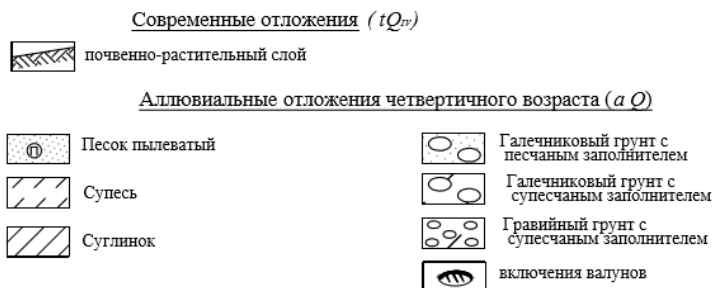 Современные отложения (tQIV)
почвенно-растительный слой
Аллювиальные отложения четвертичного возраста (a Q)
П
Песок пылеватый
Супесь
Суглинок
Галечниковый грунт с
песчаным заполнителем
Галечниковый грунт с
супесчаным заполнителем
Гравийный грунт с
супесчаным заполнителем
включения валунов